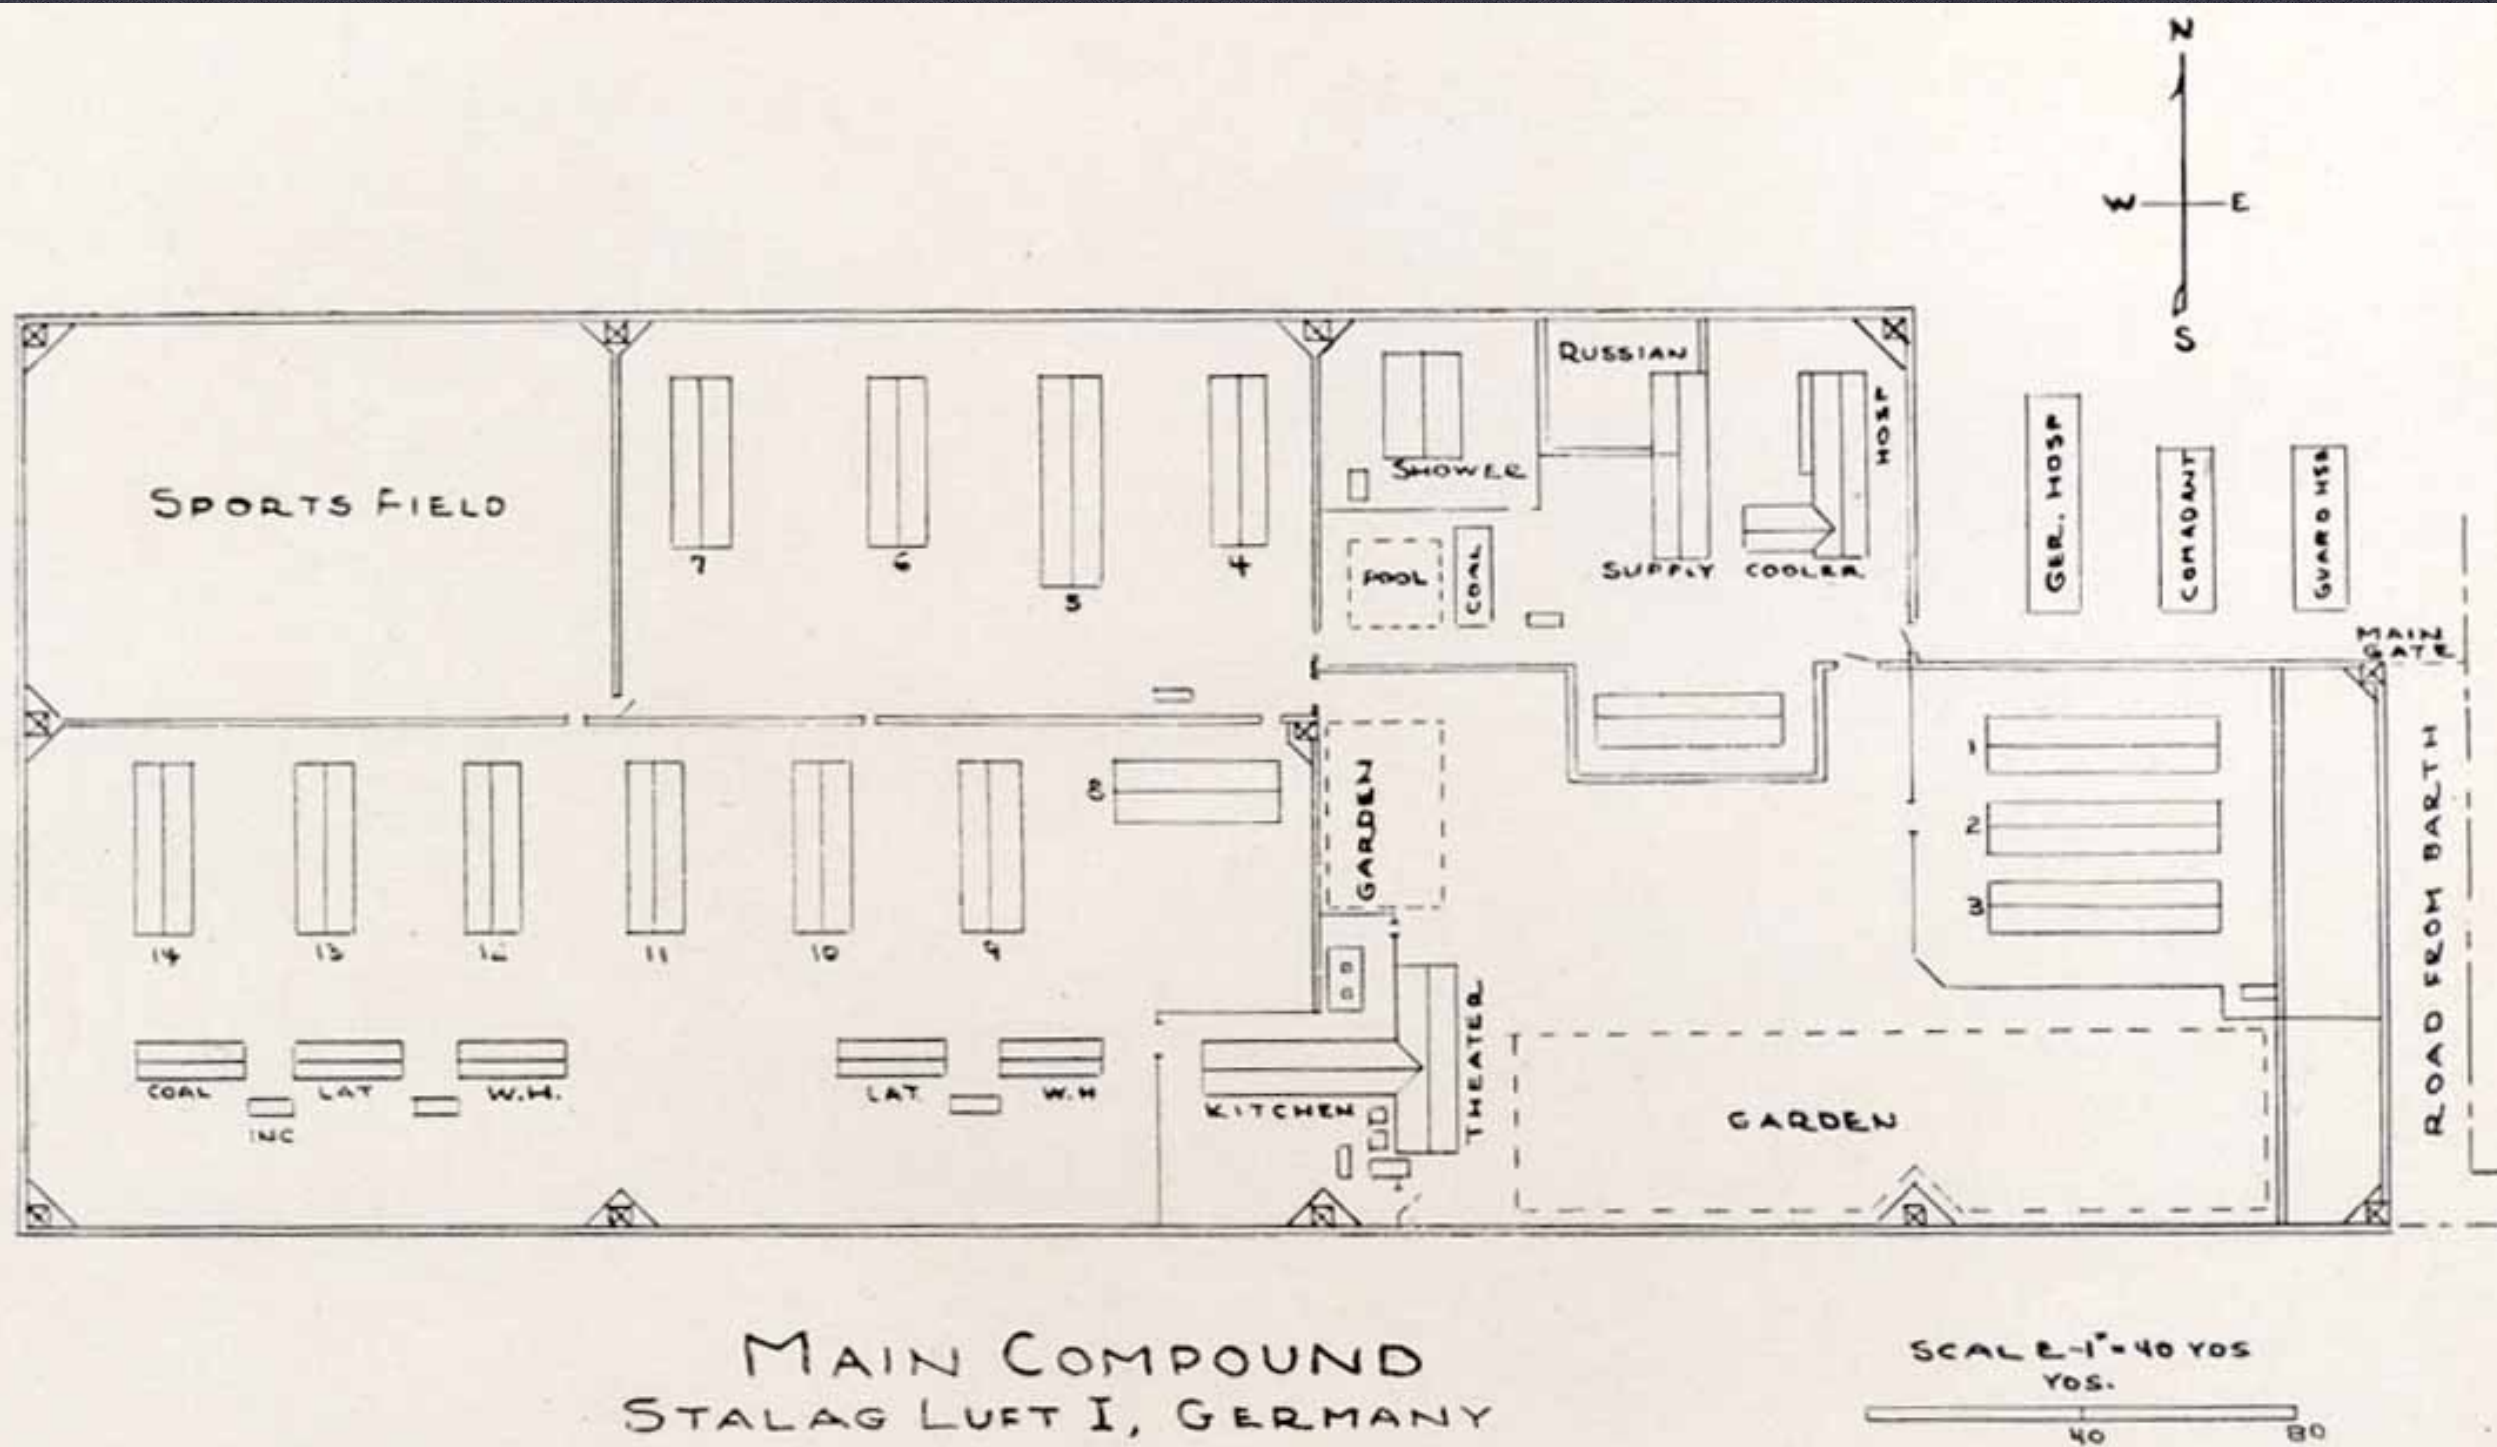 N
W E
S
RUSSIAN
HOSP
GER. HOSP
COMADANT
GUARD HSE
SHOWER
SPORTS FIELD
7
6
5
4
POOL
COAL
SUPPLY
COOLER
MAIN
GATE
1
2
3
8
GARDEN
ROAD FROM BARTH
14
13
12
11
10
9
THEATER
COAL
LAT
W.H.
LAT
W.H
KITCHEN
GARDEN
INC
MAIN COMPOUND
STALAG LUFT I, GERMANY
SCALE-1"=40 YDS
YDS.
40 80